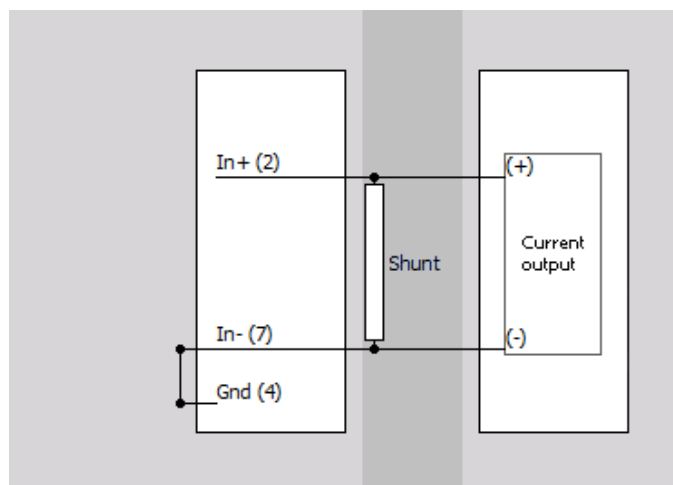 In+ (2)
(+)
Shunt
Current
output
In- (7)
(-)
Gnd (4)